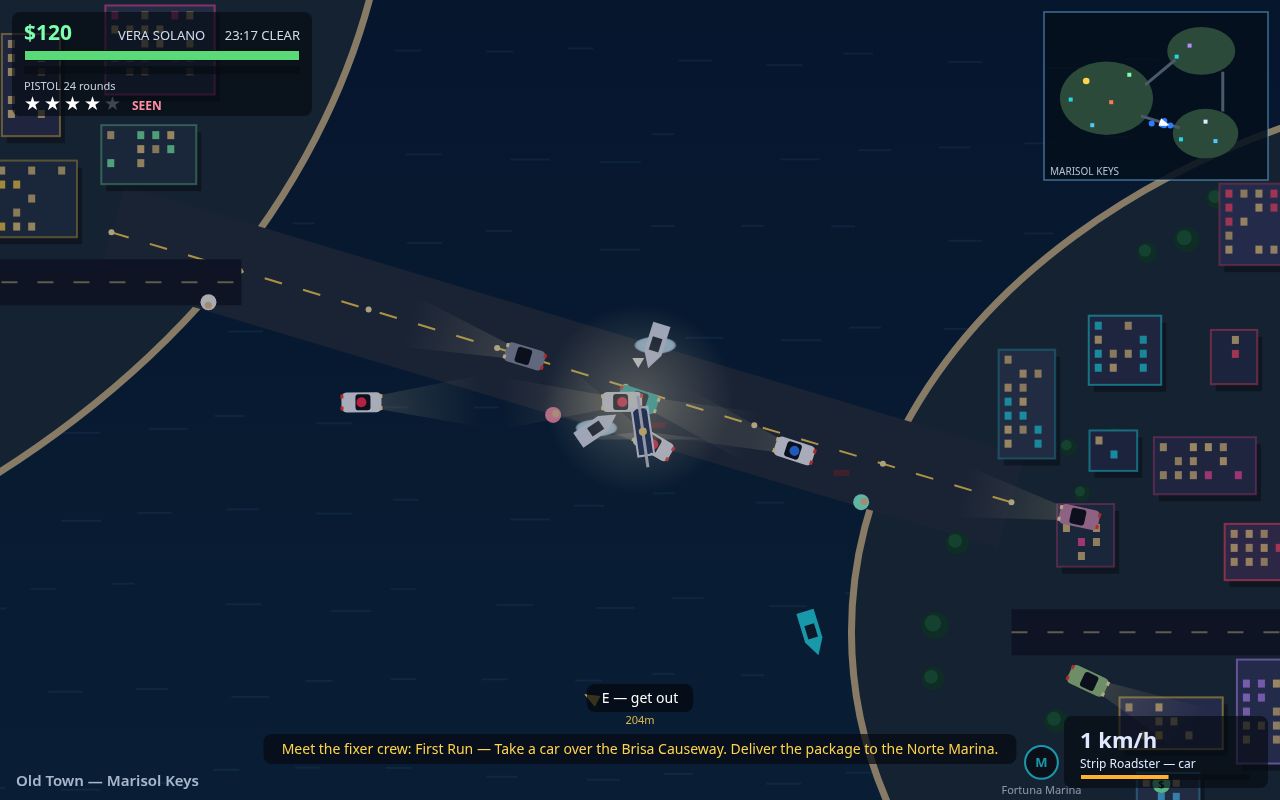 $120 VERA SOLANO 23:17 CLEAR
PISTOL 24 rounds
★★★★★ SEEN
MARISOL KEYS
E — get out
204m
Meet the fixer crew: First Run — Take a car over the Brisa Causeway. Deliver the package to the Norte Marina.
Old Town — Marisol Keys
M
Fortuna Marina
1 km/h
Strip Roadster — car